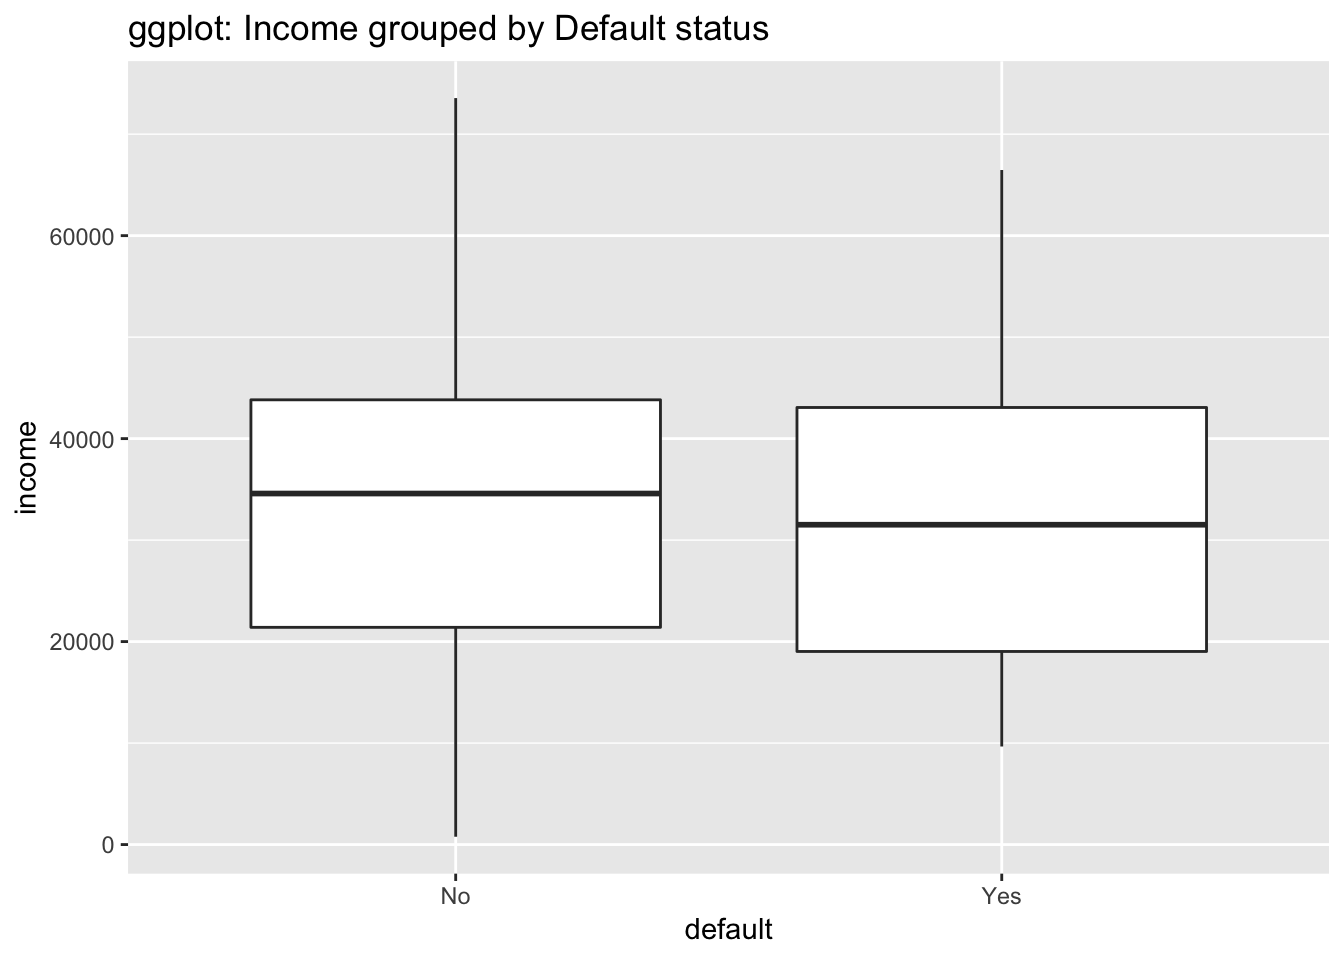 ggplot: Income grouped by Default status
income
60000
40000
20000
0
No
Yes
default